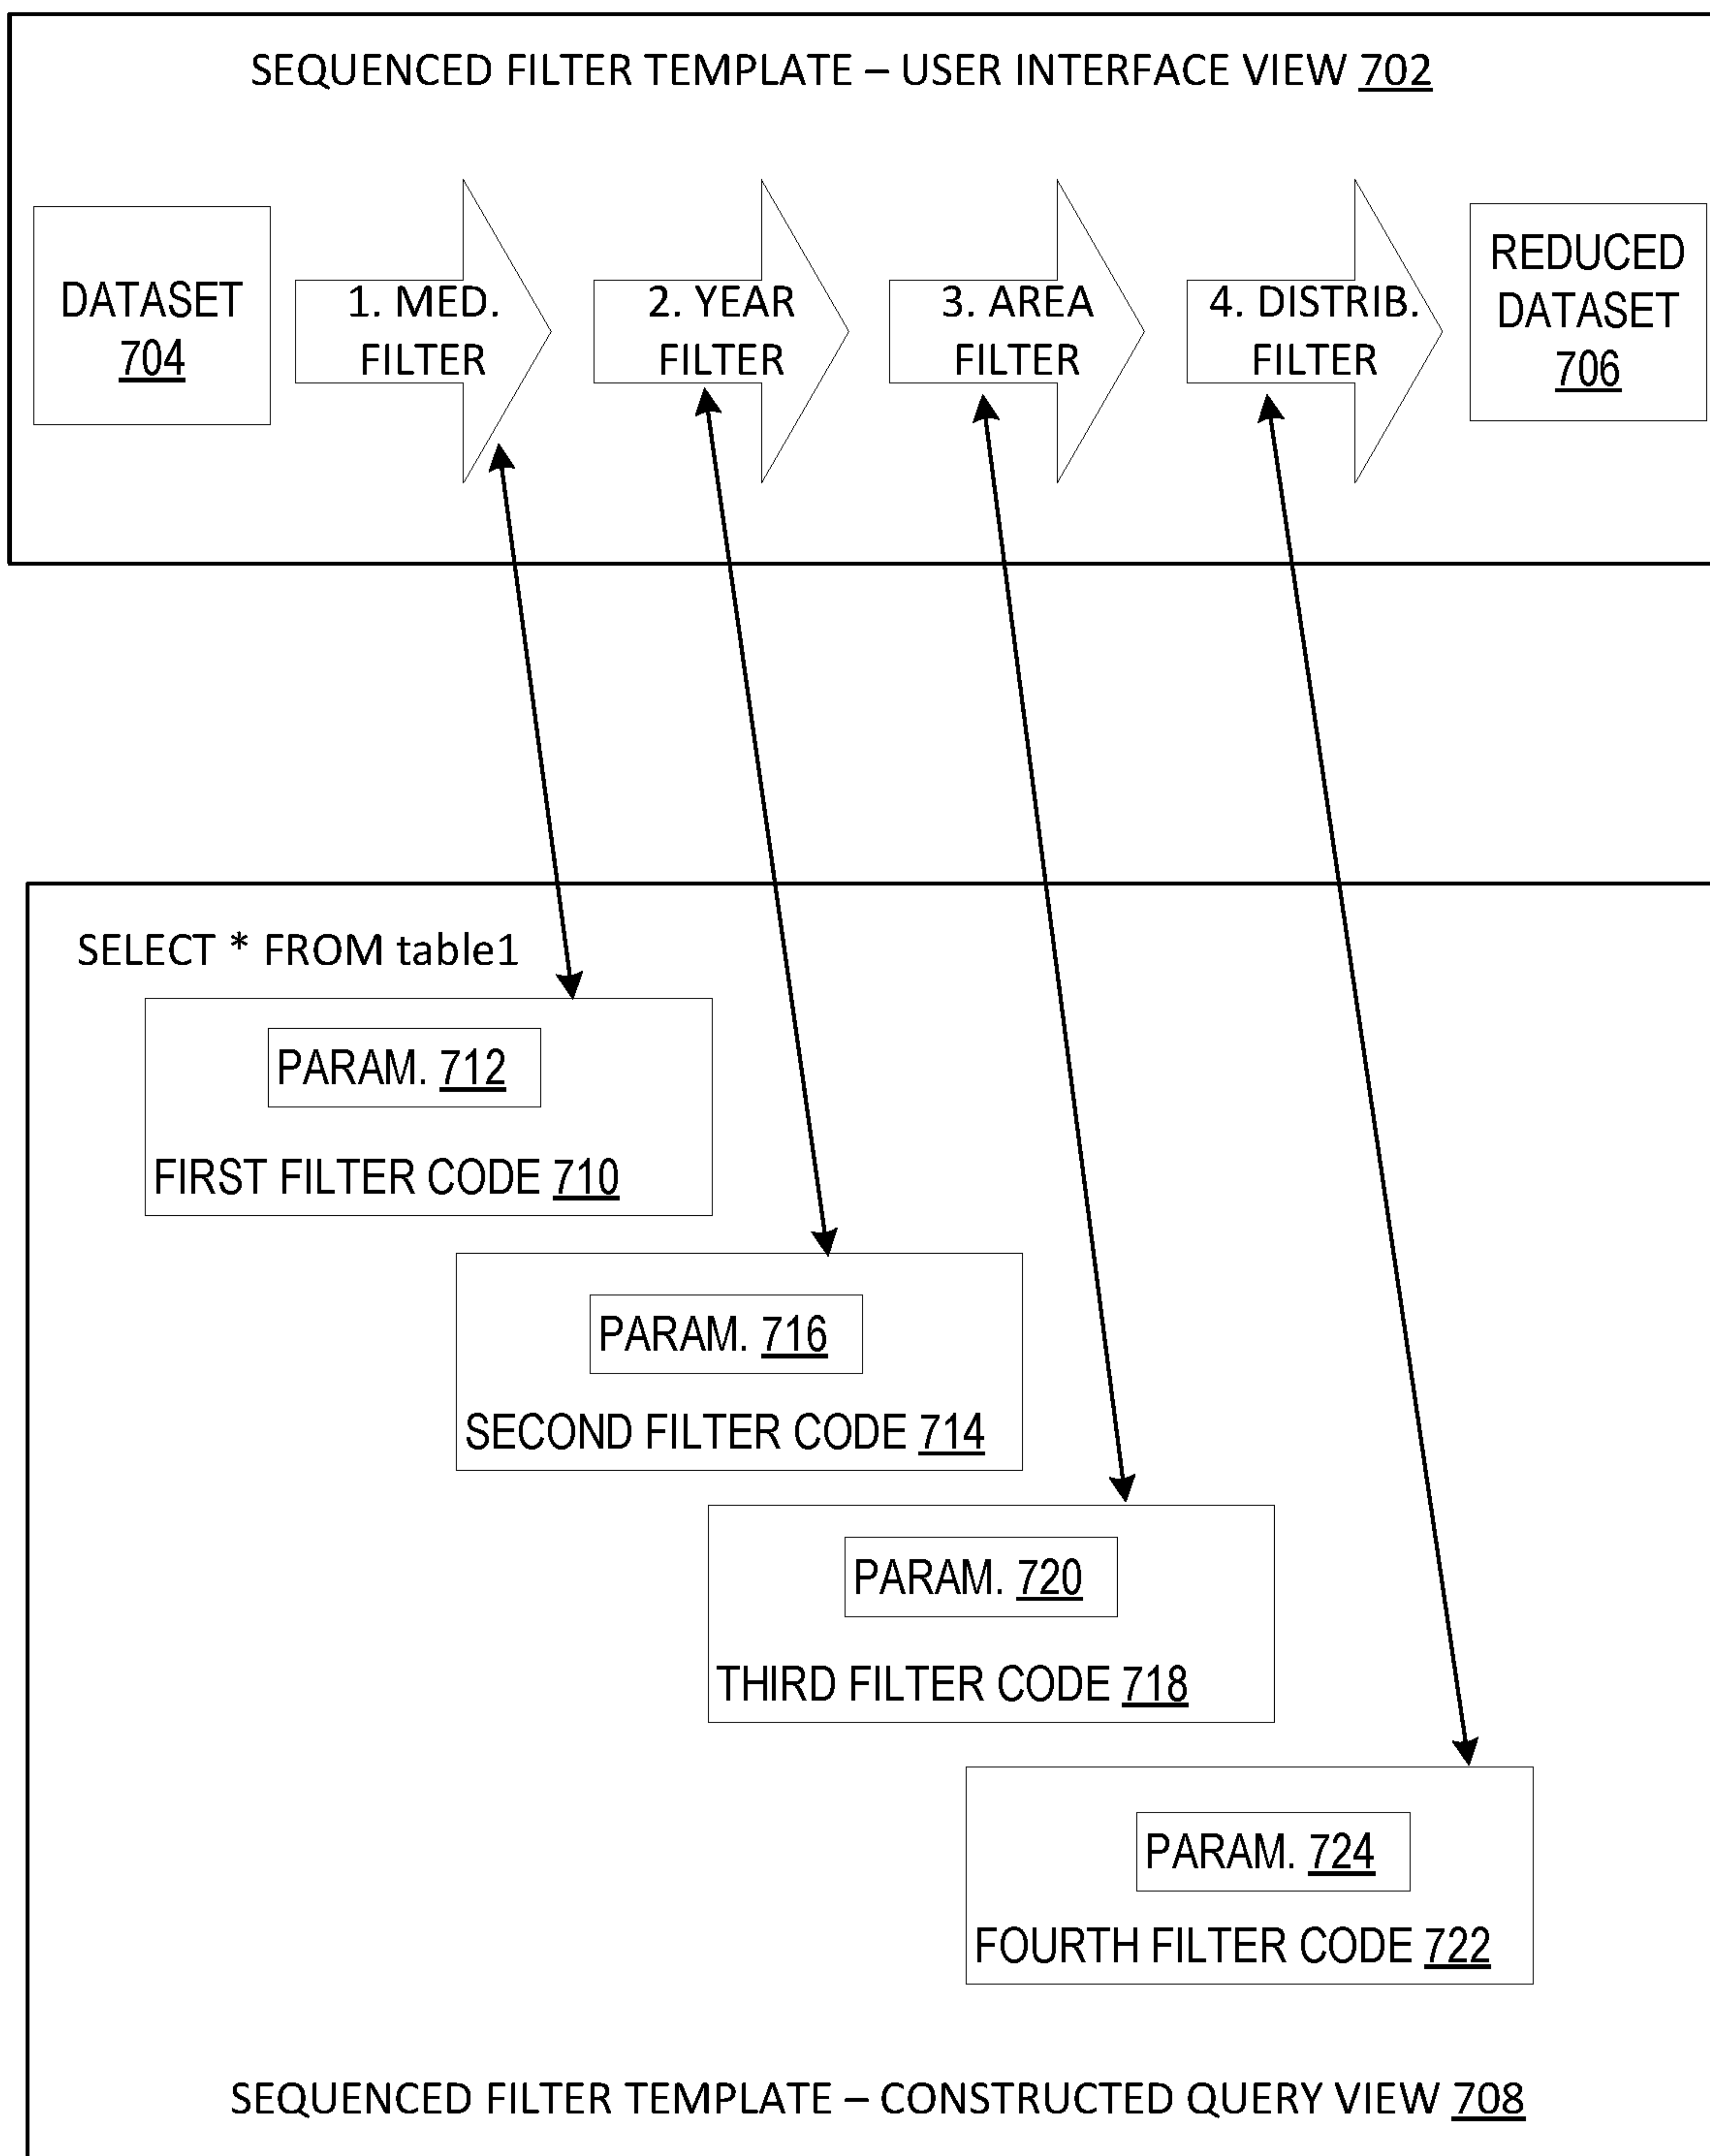 SEQUENCED FILTER TEMPLATE – USER INTERFACE VIEW 702
DATASET
704
1. MED.
FILTER
2. YEAR
FILTER
3. AREA
FILTER
4. DISTRIB.
FILTER
REDUCED
DATASET
706
SELECT * FROM table1
PARAM. 712
FIRST FILTER CODE 710
PARAM. 716
SECOND FILTER CODE 714
PARAM. 720
THIRD FILTER CODE 718
PARAM. 724
FOURTH FILTER CODE 722
SEQUENCED FILTER TEMPLATE – CONSTRUCTED QUERY VIEW 708